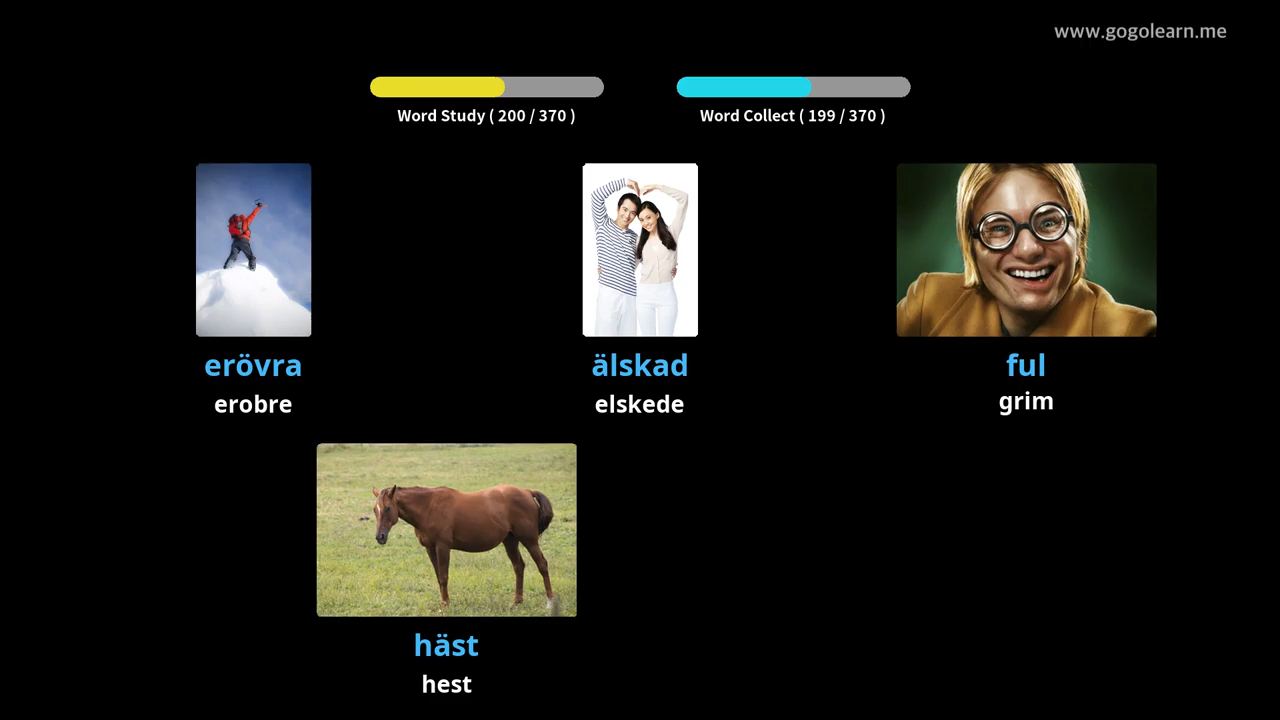 www.gogolearn.me
Word Study ( 200 / 370 )
Word Collect ( 199 / 370 )
erövra
erobre
älskad
elskede
ful
grim
häst
hest